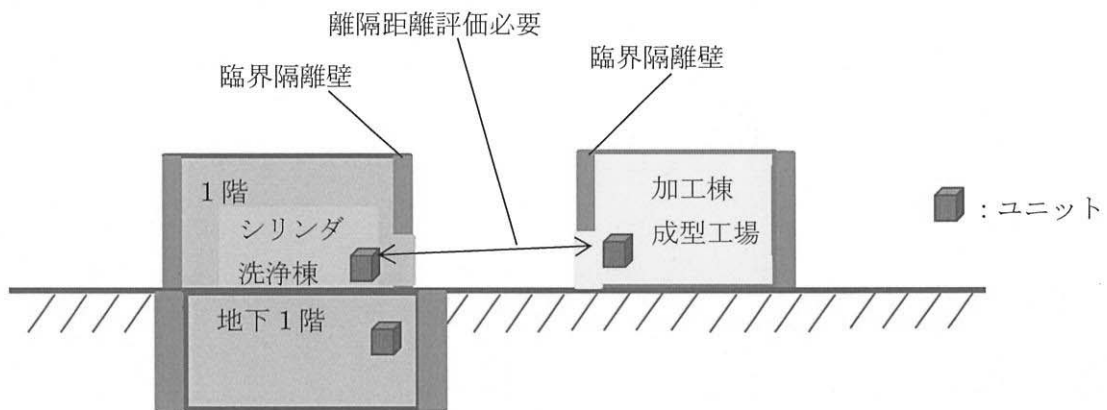 離隔距離評価必要
臨界隔離壁
臨界隔離壁
1階
シリンダ
洗浄棟
地下1階
加工棟
成型工場
：ユニット